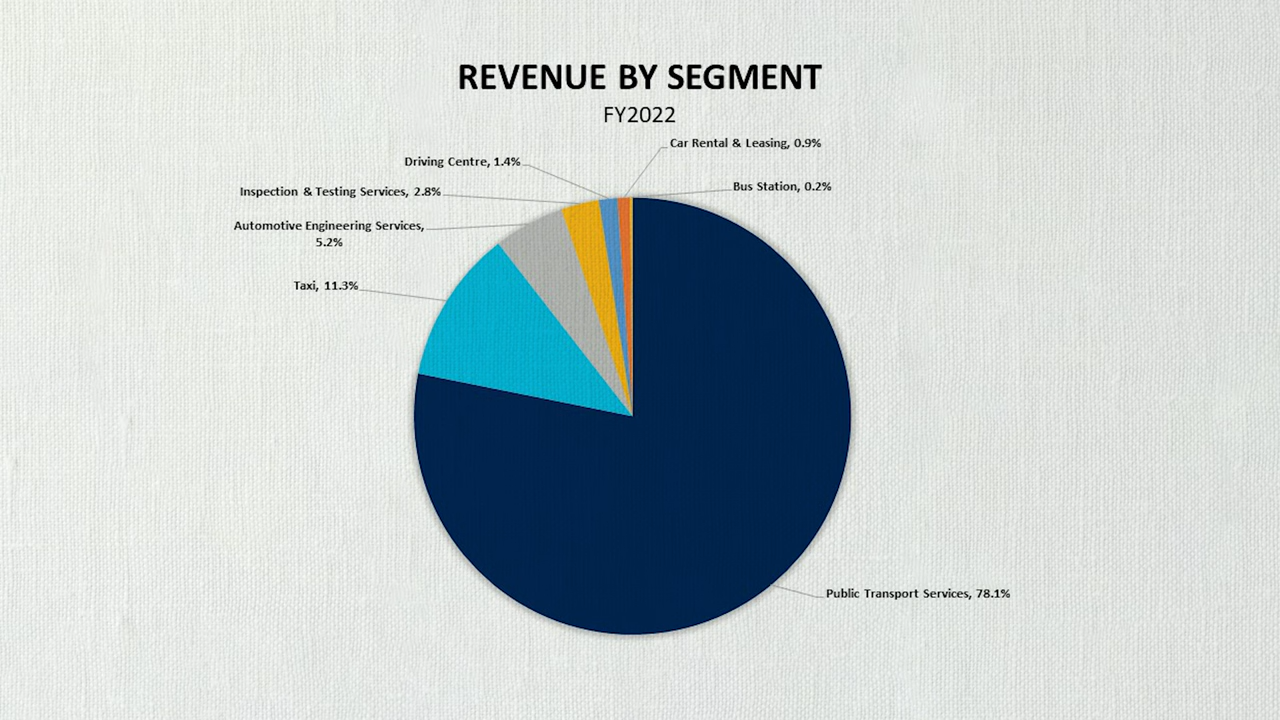 REVENUE BY SEGMENT
FY2022
Car Rental & Leasing, 0.9%
Driving Centre, 1.4%
Bus Station, 0.2%
Inspection & Testing Services, 2.8%
Automotive Engineering Services,
5.2%
Taxi, 11.3%
Public Transport Services, 78.1%